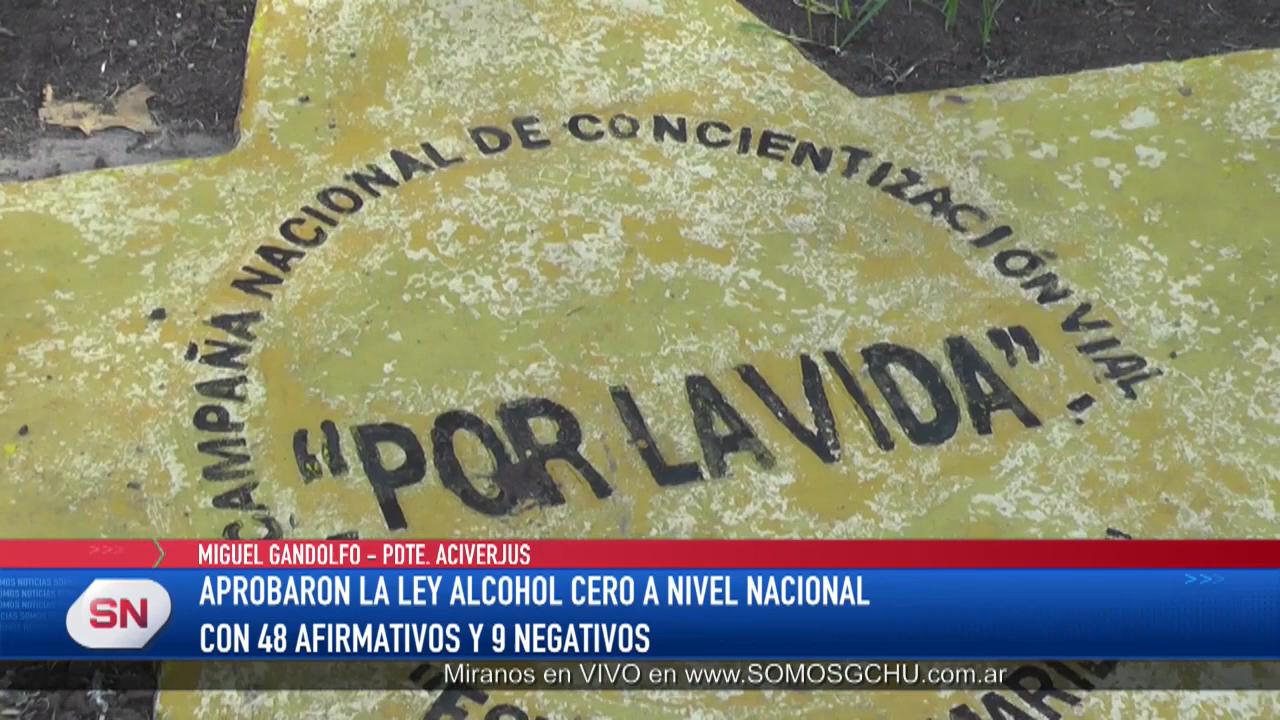 CAMPAÑA NACIONAL DE CONCIENTIZACIÓN VIAL
"POR LA VIDA".
MIGUEL GANDOLFO - PDTE. ACIVERJUS
SN
APROBARON LA LEY ALCOHOL CERO A NIVEL NACIONAL
CON 48 AFIRMATIVOS Y 9 NEGATIVOS
Miranos en VIVO en www.SOMOSGCHU.com.ar